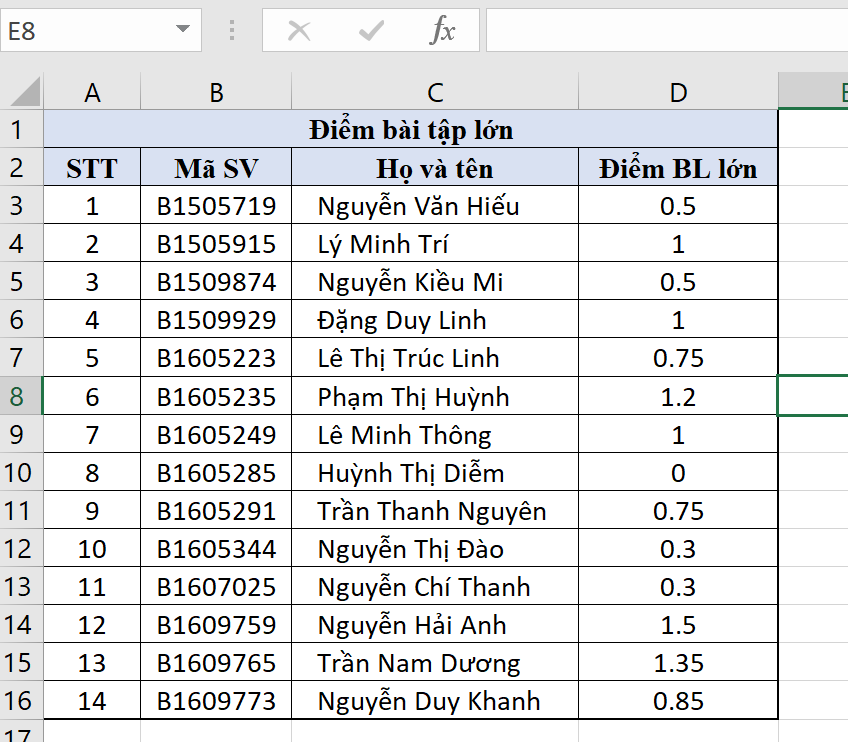 E8 fx
A B C D E
1 Điểm bài tập lớn
2 STT Mã SV Họ và tên Điểm BL lớn
3 1 B1505719 Nguyễn Văn Hiếu 0.5
4 2 B1505915 Lý Minh Trí 1
5 3 B1509874 Nguyễn Kiều Mi 0.5
6 4 B1509929 Đặng Duy Linh 1
7 5 B1605223 Lê Thị Trúc Linh 0.75
8 6 B1605235 Phạm Thị Huỳnh 1.2
9 7 B1605249 Lê Minh Thông 1
10 8 B1605285 Huỳnh Thị Diễm 0
11 9 B1605291 Trần Thanh Nguyên 0.75
12 10 B1605344 Nguyễn Thị Đào 0.3
13 11 B1607025 Nguyễn Chí Thanh 0.3
14 12 B1609759 Nguyễn Hải Anh 1.5
15 13 B1609765 Trần Nam Dương 1.35
16 14 B1609773 Nguyễn Duy Khanh 0.85
17